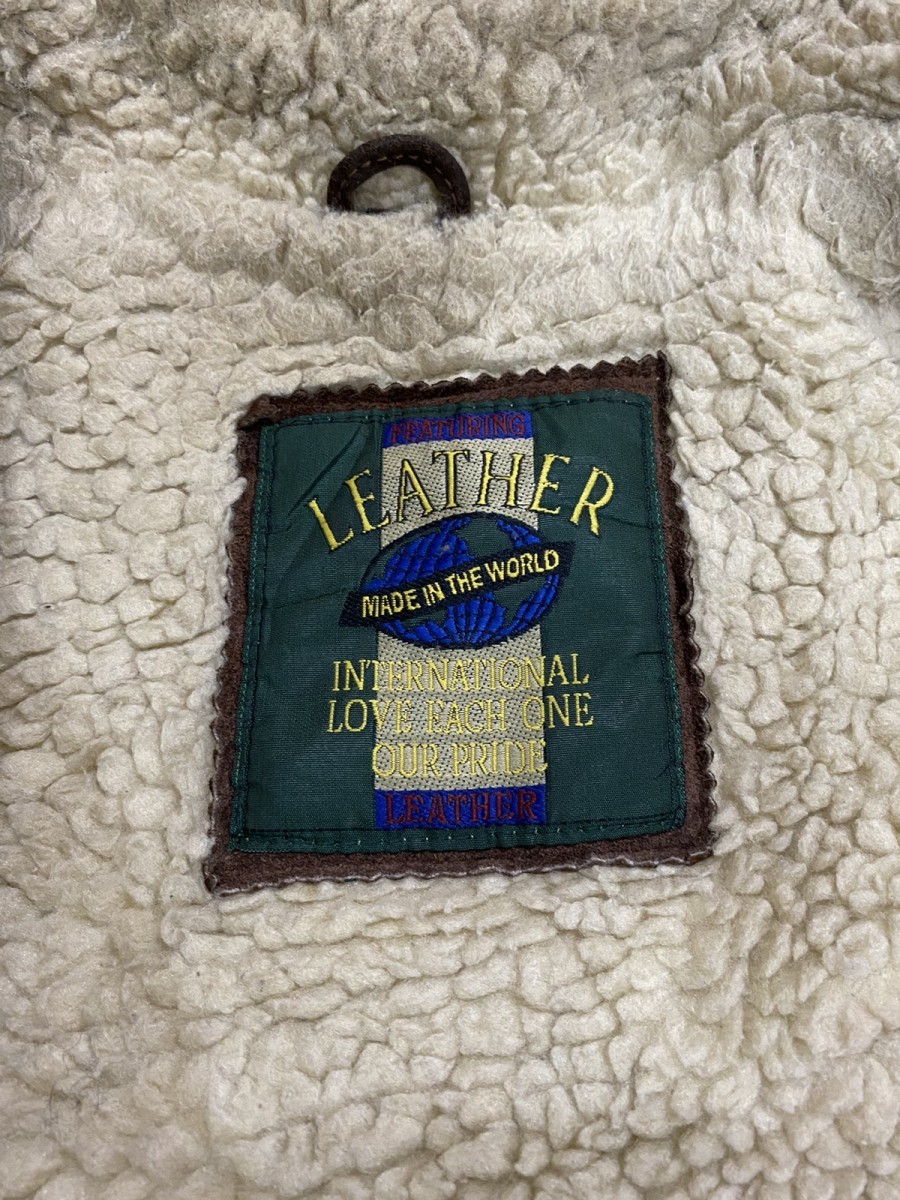 FEATURING
LEATHER
MADE IN THE WORLD
INTERNATIONAL
LOVE EACH ONE
OUR PRIDE
LEATHER